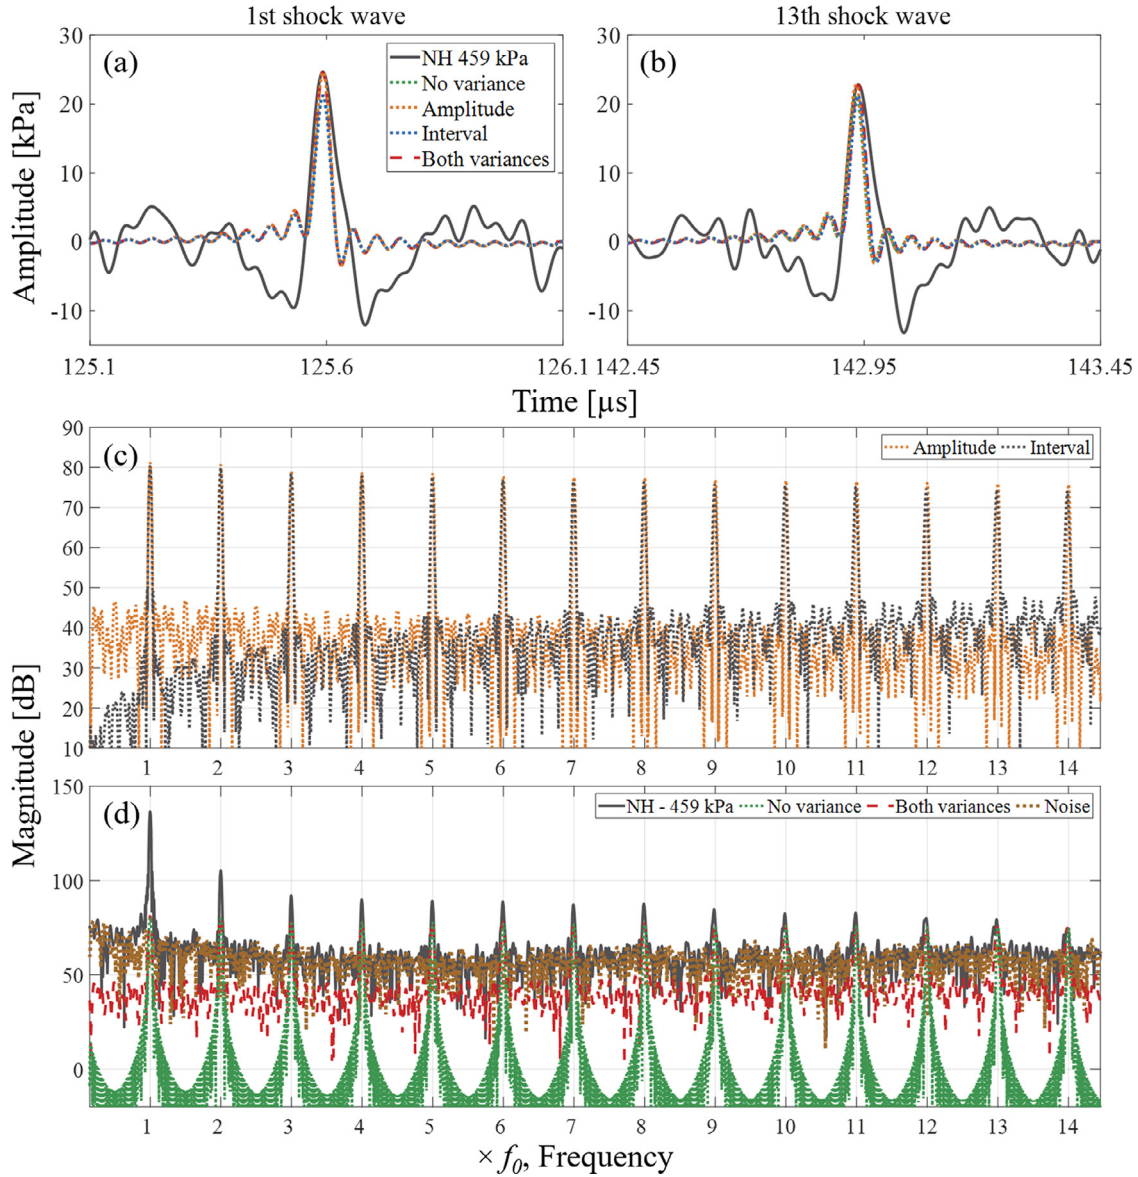 1st shock wave
13th shock wave
(a)
(b)
30
20
10
0
-10
30
20
10
0
-10
NH 459 kPa
No variance
Amplitude
Interval
Both variances
Amplitude [kPa]
125.1
125.6
126.1
142.45
142.95
143.45
Time [µs]
(c)
90
80
70
60
50
40
30
20
10
Amplitude
Interval
1 2 3 4 5 6 7 8 9 10 11 12 13 14
Magnitude [dB]
(d)
150
100
50
0
NH - 459 kPa
No variance
Both variances
Noise
1 2 3 4 5 6 7 8 9 10 11 12 13 14
× f0, Frequency